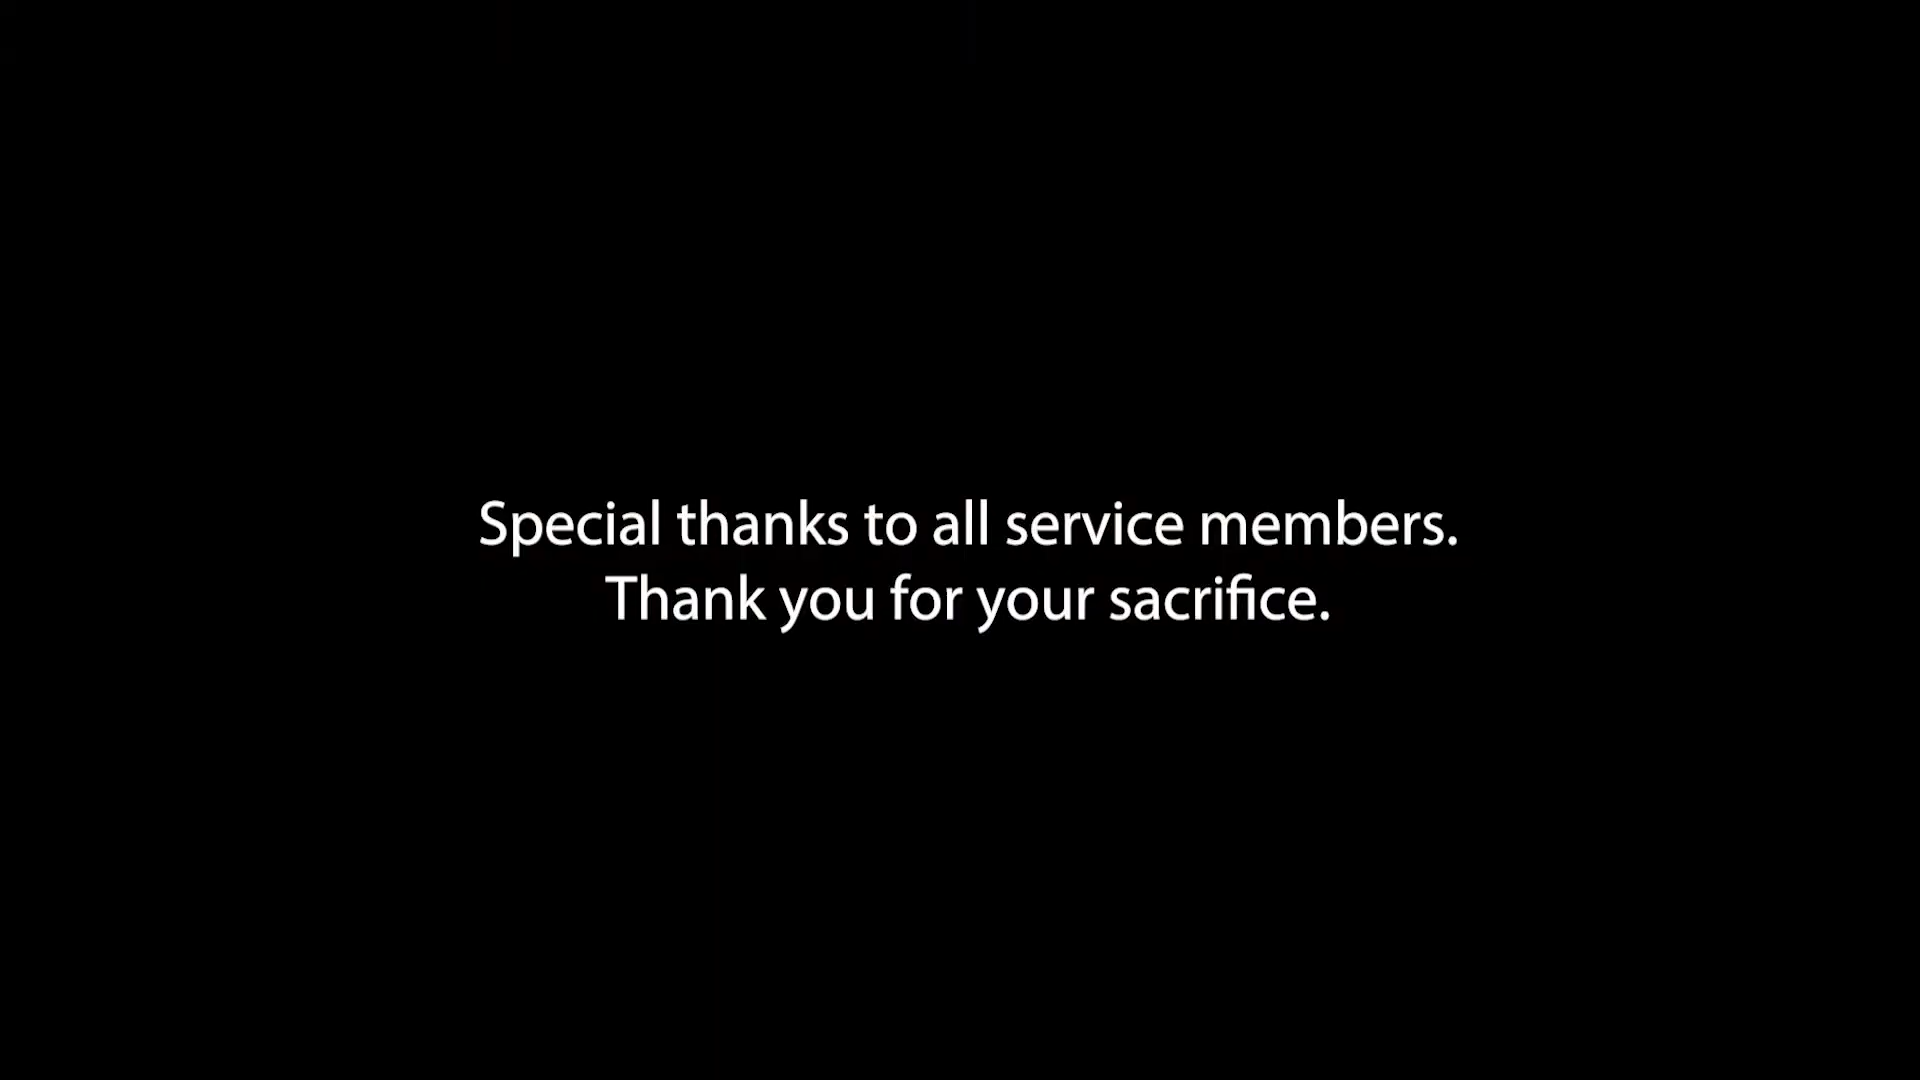 Special thanks to all service members.
Thank you for your sacrifice.